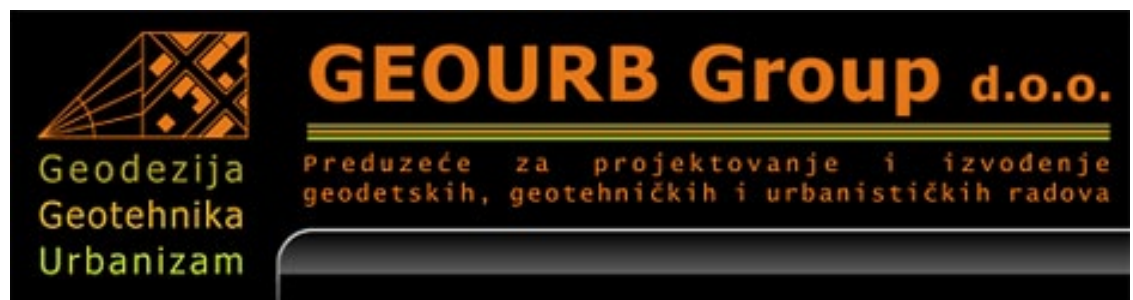 GEOURB Group d.o.o.
Preduzeće za projektovanje i izvođenje
geodetskih, geotehničkih i urbanističkih radova
Geodezija
Geotehnika
Urbanizam